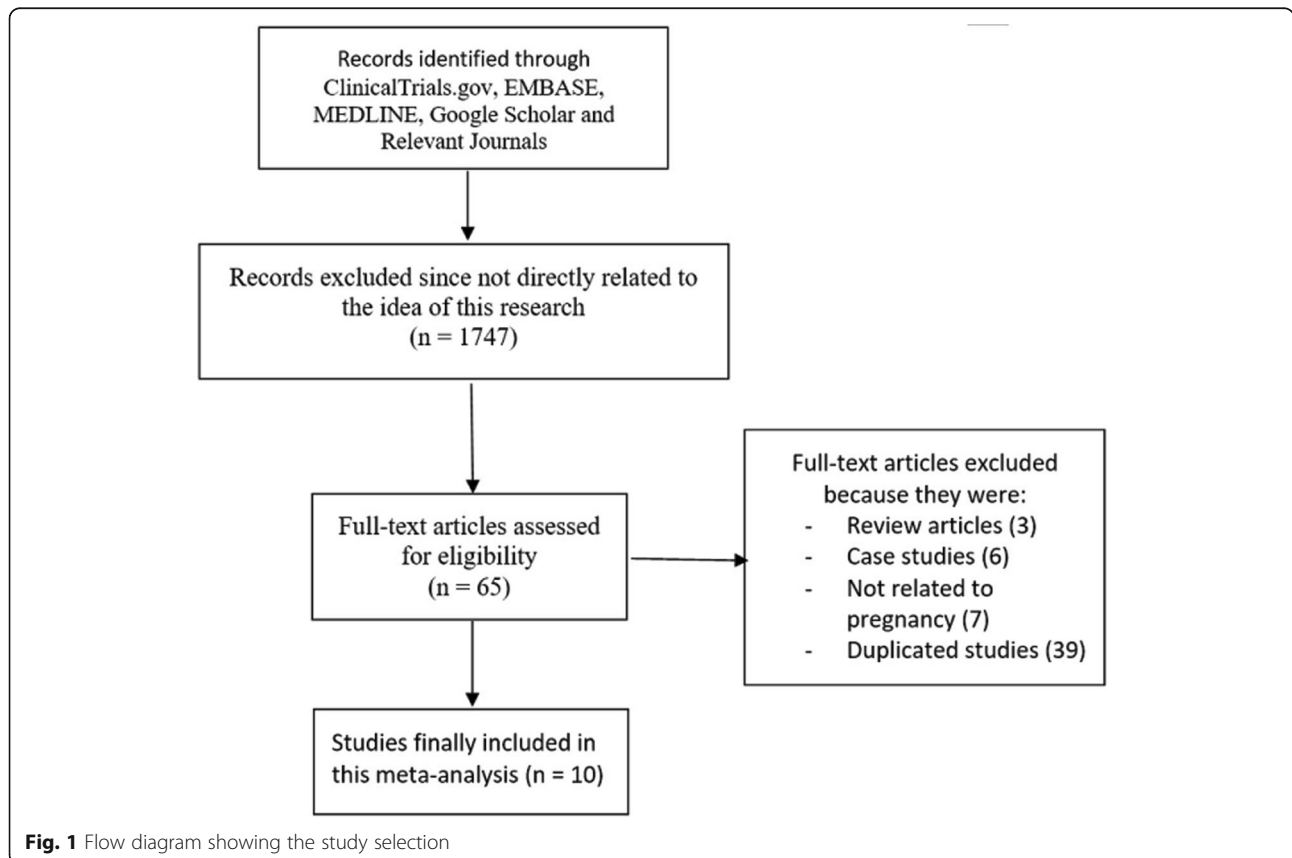 Records identified through
ClinicalTrials.gov, EMBASE,
MEDLINE, Google Scholar and
Relevant Journals
Records excluded since not directly related to
the idea of this research
(n = 1747)
Full-text articles assessed
for eligibility
(n = 65)
Full-text articles excluded
because they were:
- Review articles (3)
- Case studies (6)
- Not related to
pregnancy (7)
- Duplicated studies (39)
Studies finally included in
this meta-analysis (n = 10)
Fig. 1 Flow diagram showing the study selection